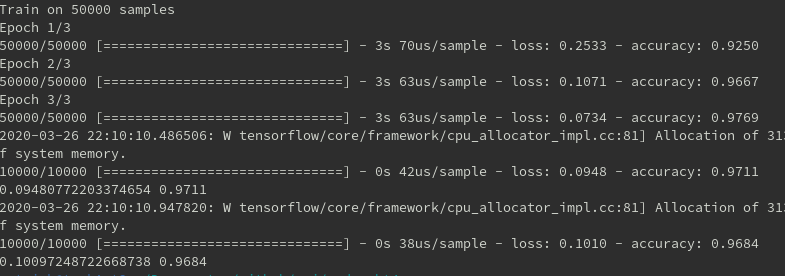 Train on 50000 samples
Epoch 1/3
50000/50000 [==============================] - 3s 70us/sample - loss: 0.2533 - accuracy: 0.9250
Epoch 2/3
50000/50000 [==============================] - 3s 63us/sample - loss: 0.1071 - accuracy: 0.9667
Epoch 3/3
50000/50000 [==============================] - 3s 63us/sample - loss: 0.0734 - accuracy: 0.9769
2020-03-26 22:10:10.486506: W tensorflow/core/framework/cpu_allocator_impl.cc:81] Allocation of 313
f system memory.
10000/10000 [==============================] - 0s 42us/sample - loss: 0.0948 - accuracy: 0.9711
0.09480772203374654 0.9711
2020-03-26 22:10:10.947820: W tensorflow/core/framework/cpu_allocator_impl.cc:81] Allocation of 313
f system memory.
10000/10000 [==============================] - 0s 38us/sample - loss: 0.1010 - accuracy: 0.9684
0.10097248722668738 0.9684